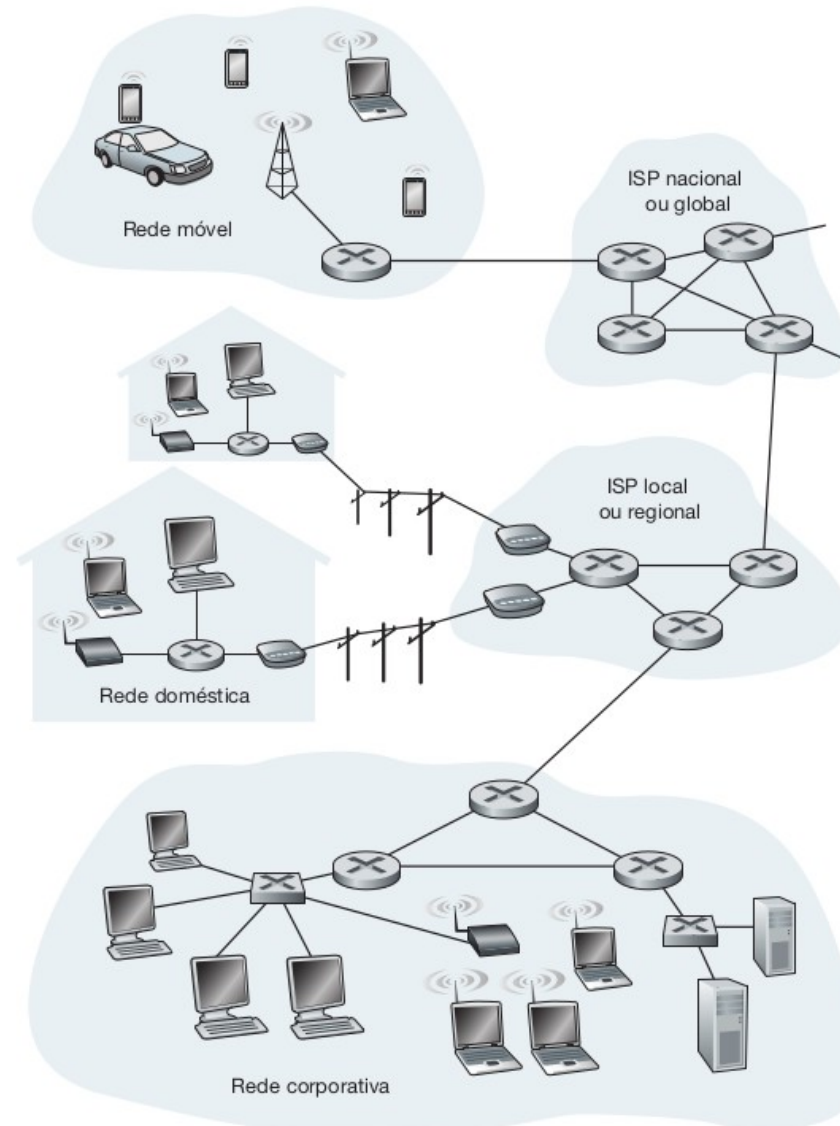 Rede móvel
ISP nacional
ou global
ISP local
ou regional
Rede doméstica
Rede corporativa